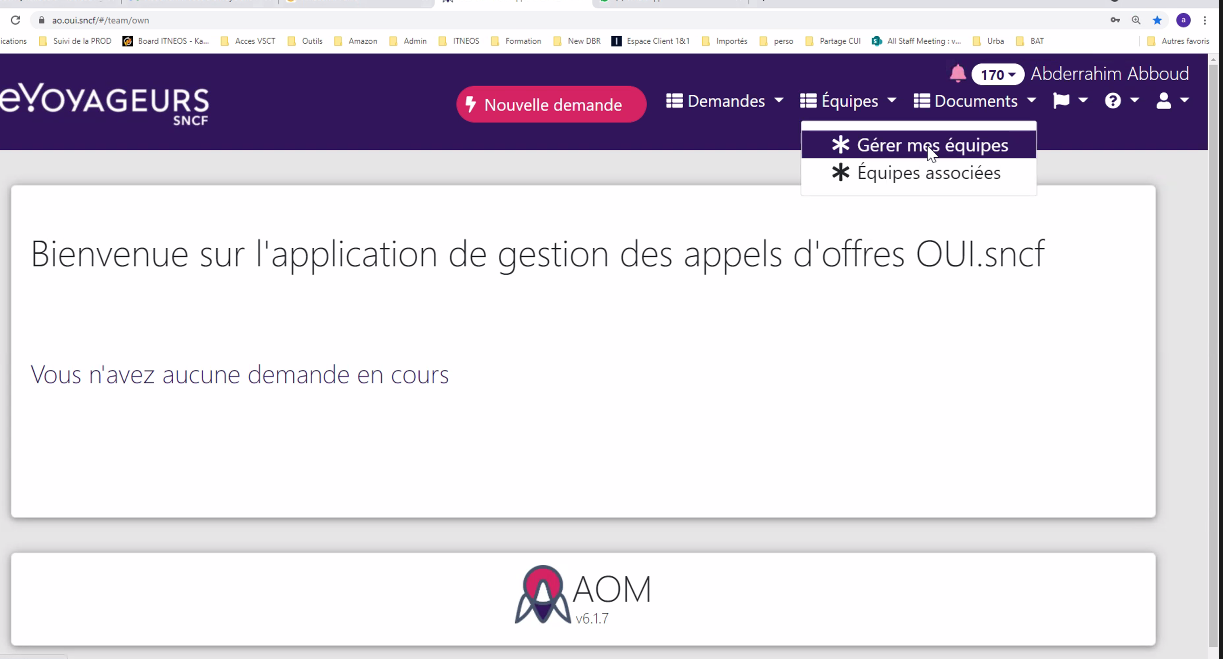 ao.oui.sncf/#/team/own
ications Suivi de la PROD Board ITNEOS - Ka... Acces VSCT Outils Amazon Admin ITNEOS Formation New DBR Espace Client 1&1 Importés perso Partage CUI All Staff Meeting : v... Urba BAT Autres favoris
170 Abderrahim Abboud
eVOYAGEURS
SNCF
Nouvelle demande Demandes Équipes Documents
Gérer mes équipes
Équipes associées
Bienvenue sur l'application de gestion des appels d'offres OUI.sncf
Vous n'avez aucune demande en cours
AOM
v6.1.7